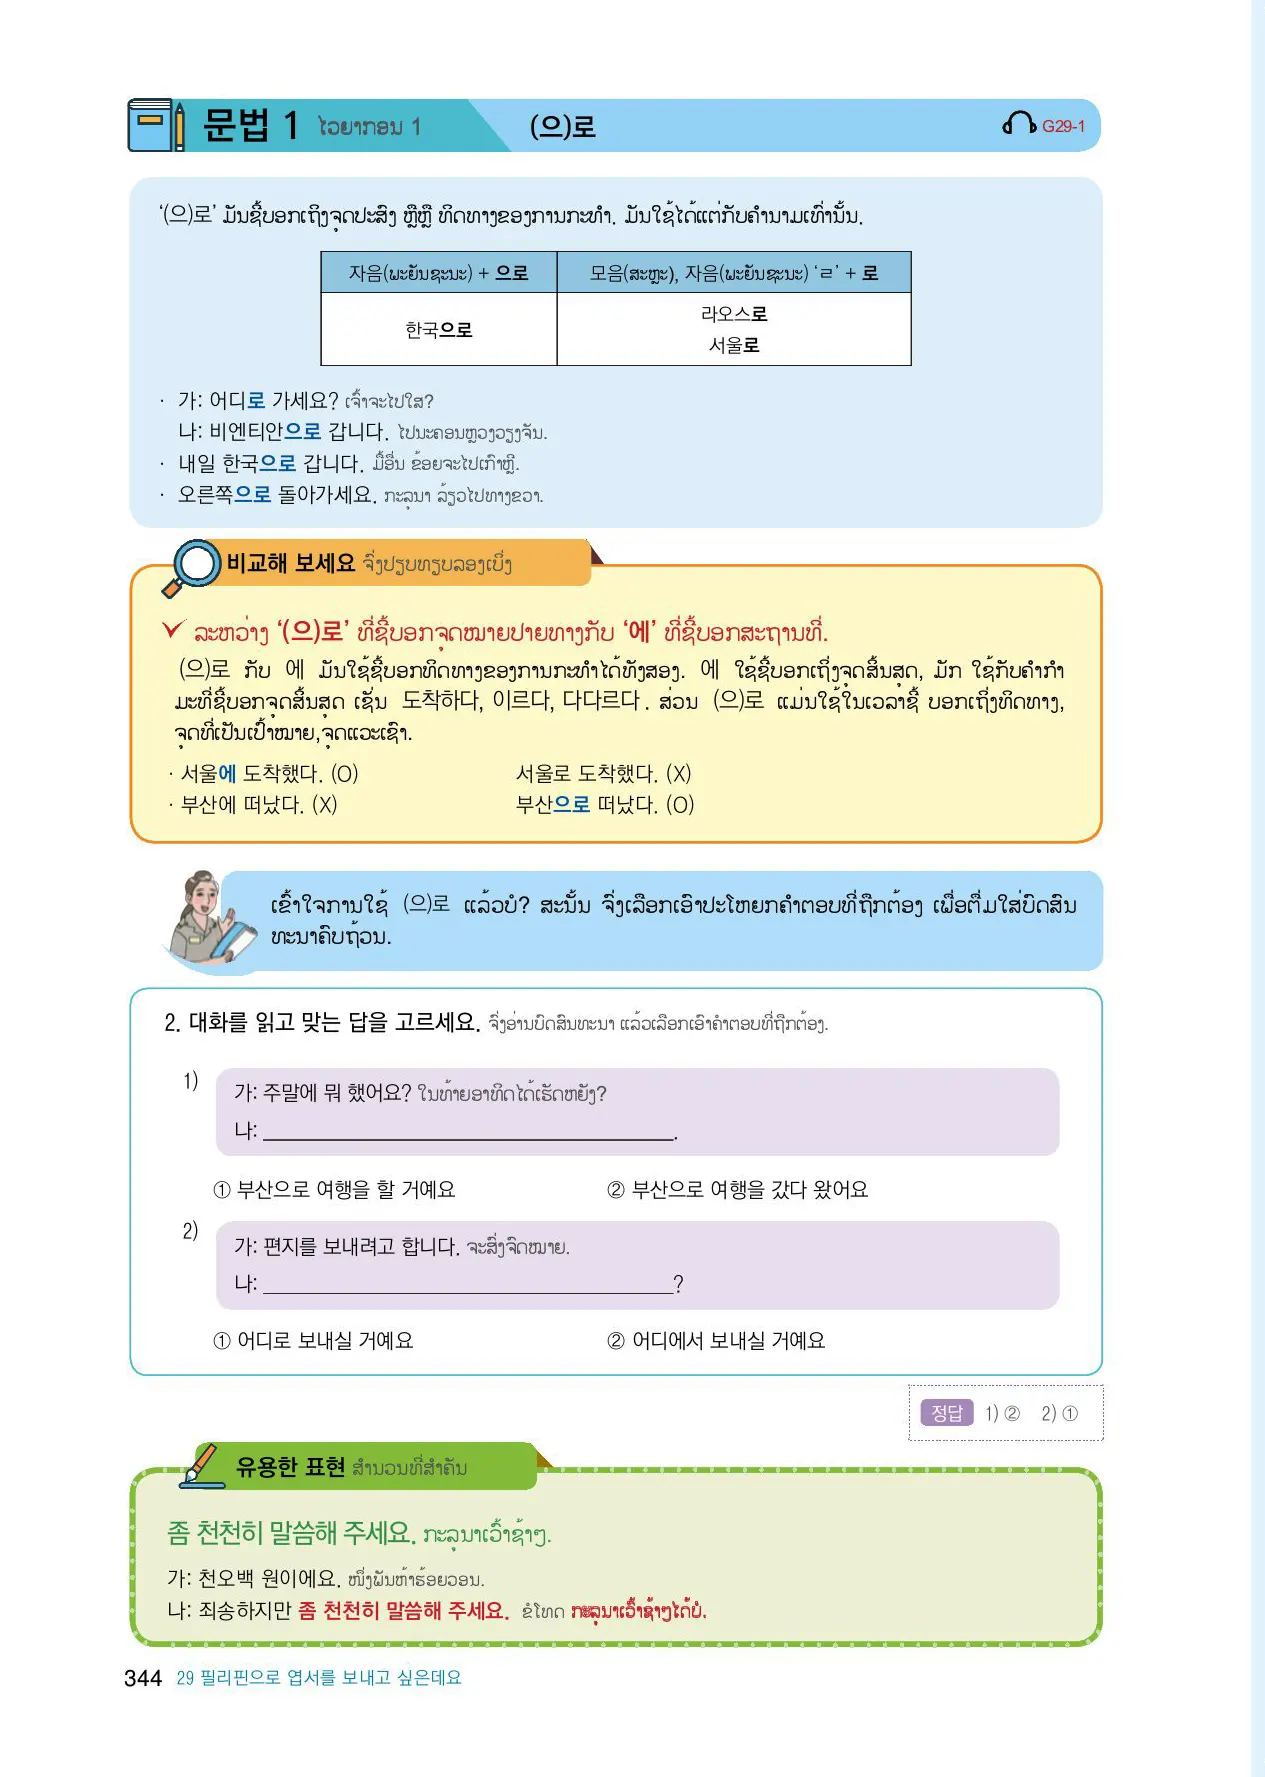 문법 1 ໄວຍາກອນ 1 (으)로 G29-1
‘(으)로’ ມັນຊີ້ບອກເຖິງຈຸດປະສົງ ຫຼືຫຼື ທິດທາງຂອງການກະທຳ. ມັນໃຊ້ໄດ້ແຕ່ກັບຄຳນາມເທົ່ານັ້ນ.
자음(ພະຍັນຊະນະ) + 으로 모음(ສະຫຼະ), 자음(ພະຍັນຊະນະ) ‘ㄹ’ + 로
한국으로
라오스로
서울로
· 가: 어디로 가세요? ເຈົ້າຈະໄປໃສ?
나: 비엔티안으로 갑니다. ໄປນະຄອນຫຼວງວຽງຈັນ.
· 내일 한국으로 갑니다. ມື້ອື່ນ ຂ້ອຍຈະໄປເກົາຫຼີ.
· 오른쪽으로 돌아가세요. ກະລຸນາ ລ້ຽວໄປທາງຂວາ.
비교해 보세요 ຈົ່ງປຽບທຽບລອງເບິ່ງ
ລະຫວ່າງ ‘(으)로’ ທີ່ຊີ້ບອກຈຸດໝາຍປາຍທາງກັບ ‘에’ ທີ່ຊີ້ບອກສະຖານທີ່.
(으)로 ກັບ 에 ມັນໃຊ້ຊີ້ບອກທິດທາງຂອງການກະທຳໄດ້ທັງສອງ. 에 ໃຊ້ຊີ້ບອກເຖິ່ງຈຸດສິ້ນສຸດ, ມັກ ໃຊ້ກັບຄຳກຳ
ມະທີ່ຊີ້ບອກຈຸດສິ້ນສຸດ ເຊັ່ນ 도착하다, 이르다, 다다르다 . ສ່ວນ (으)로 ແມ່ນໃຊ້ໃນເວລາຊີ້ ບອກເຖິ່ງທິດທາງ,
ຈຸດທີ່ເປັນເປົ້າໝາຍ,ຈຸດແວະເຊົາ.
· 서울에 도착했다. (O) 서울로 도착했다. (X)
· 부산에 떠났다. (X) 부산으로 떠났다. (O)
ເຂົ້າໃຈການໃຊ້ (으)로 ແລ້ວບໍ? ສະນັ້ນ ຈົ່ງເລືອກເອົາປະໂຫຍກຄຳຕອບທີ່ຖືກຕ້ອງ ເພື່ອຕື່ມໃສ່ບົດສົນ
ທະນາຄົບຖ້ວນ.
2. 대화를 읽고 맞는 답을 고르세요. ຈົ່ງອ່ານບົດສົນທະນາ ແລ້ວເລືອກເອົາຄຳຕອບທີ່ຖືກຕ້ອງ.
1)
가: 주말에 뭐 했어요? ໃນທ້າຍອາທິດໄດ້ເຮັດຫຍັງ?
나: ______________________________.
① 부산으로 여행을 할 거예요 ② 부산으로 여행을 갔다 왔어요
2)
가: 편지를 보내려고 합니다. ຈະສົ່ງຈົດໝາຍ.
나: ______________________________?
① 어디로 보내실 거예요 ② 어디에서 보내실 거예요
정답 1) ② 2) ①
유용한 표현 ສຳນວນທີ່ສຳຄັນ
좀 천천히 말씀해 주세요. ກະລຸນາເວົ້າຊ້າໆ.
가: 천오백 원이에요. ໜຶ່ງພັນຫ້າຮ້ອຍວອນ.
나: 죄송하지만 좀 천천히 말씀해 주세요. ຂໍໂທດ ກະລຸນາເວົ້າຊ້າໆໄດ້ບໍ.
344 29 필리핀으로 엽서를 보내고 싶은데요